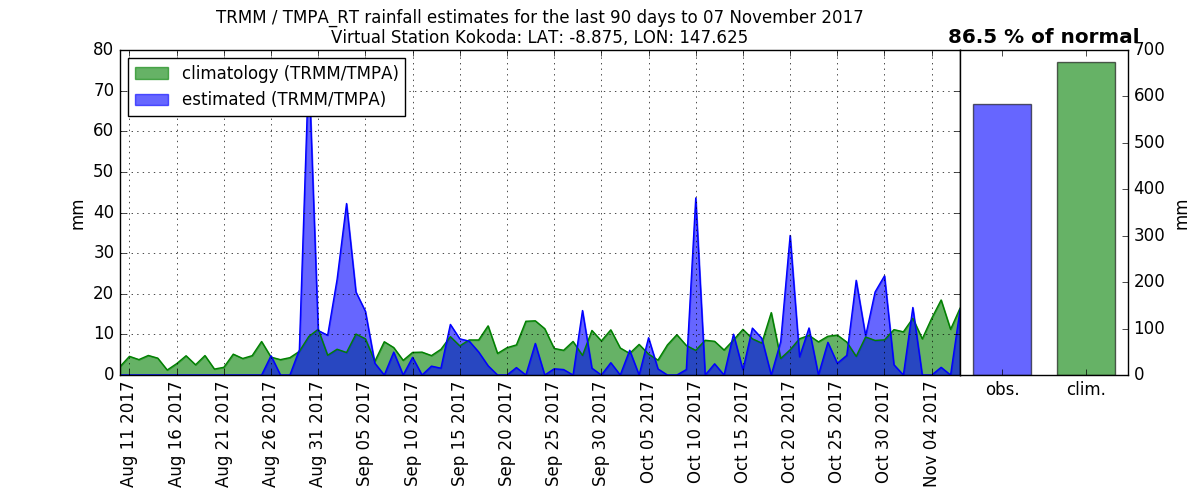 TRMM / TMPA_RT rainfall estimates for the last 90 days to 07 November 2017
Virtual Station Kokoda: LAT: -8.875, LON: 147.625
86.5 % of normal
climatology (TRMM/TMPA)
estimated (TRMM/TMPA)
mm
80
70
60
50
40
30
20
10
0
Aug 11 2017
Aug 16 2017
Aug 21 2017
Aug 26 2017
Aug 31 2017
Sep 05 2017
Sep 10 2017
Sep 15 2017
Sep 20 2017
Sep 25 2017
Sep 30 2017
Oct 05 2017
Oct 10 2017
Oct 15 2017
Oct 20 2017
Oct 25 2017
Oct 30 2017
Nov 04 2017
obs.
clim.
700
600
500
400
300
200
100
0
mm